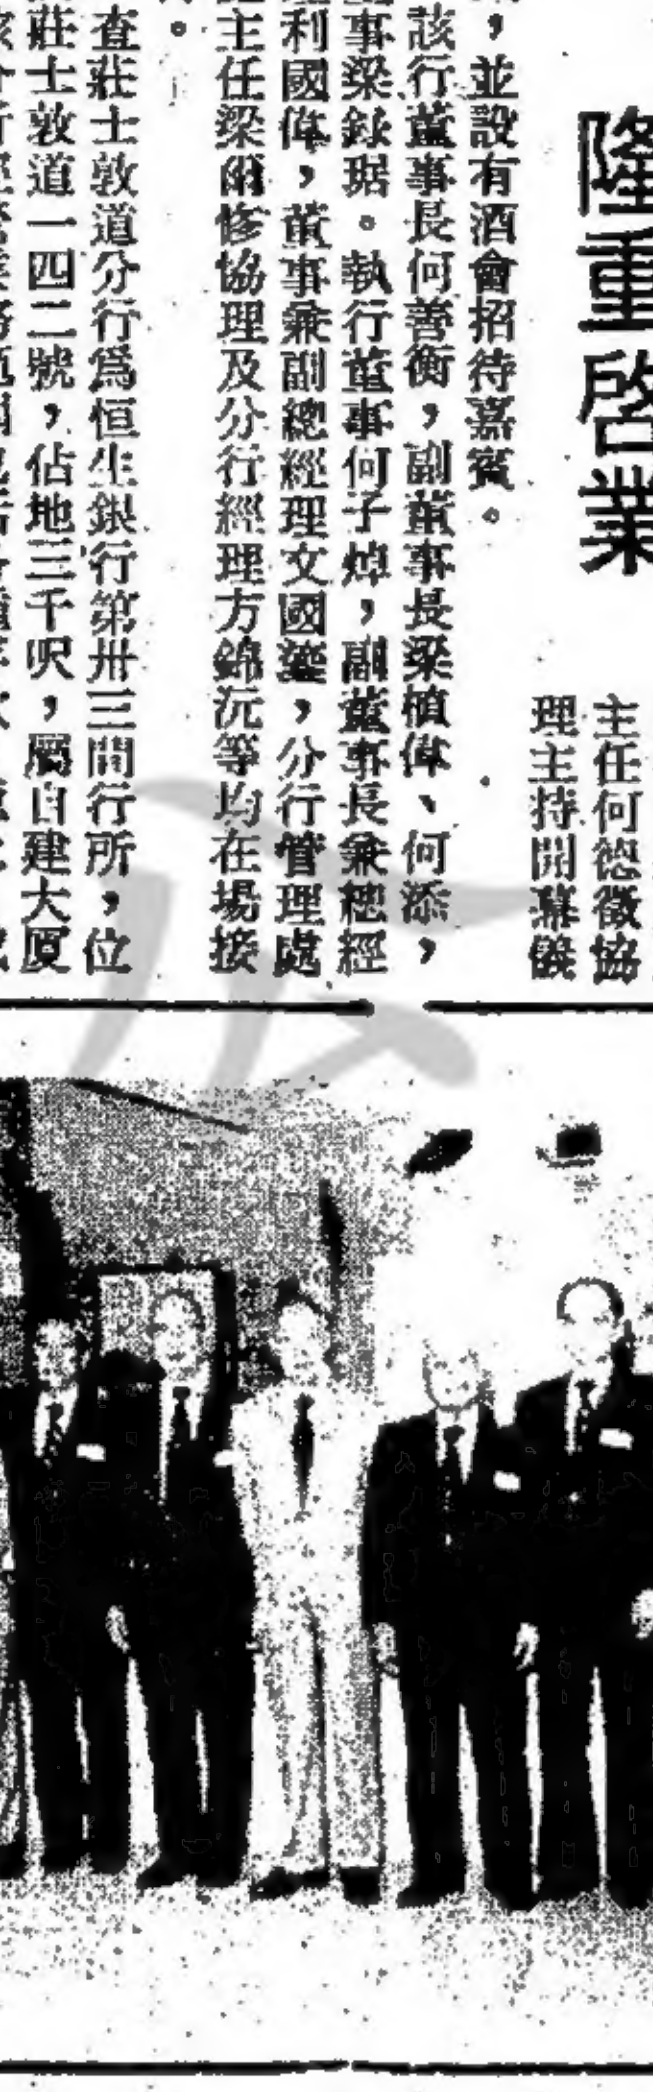 隆重啓業
主任何德徵協
理主持開幕儀
，並設有酒會招待嘉賓。
該行董事長何善衡，副董事長梁植偉、何添，
事梁銶琚。執行董事何子焯，副董事長兼總經
利國偉，董事兼副總經理文國，分行管理處
主任梁爾修協理及分行經理方錦沅等均在場接
。
查莊士敦道分行爲恒生銀行第卅三間行所，位
莊士敦道一四二號，佔地三千呎，屬自建大厦